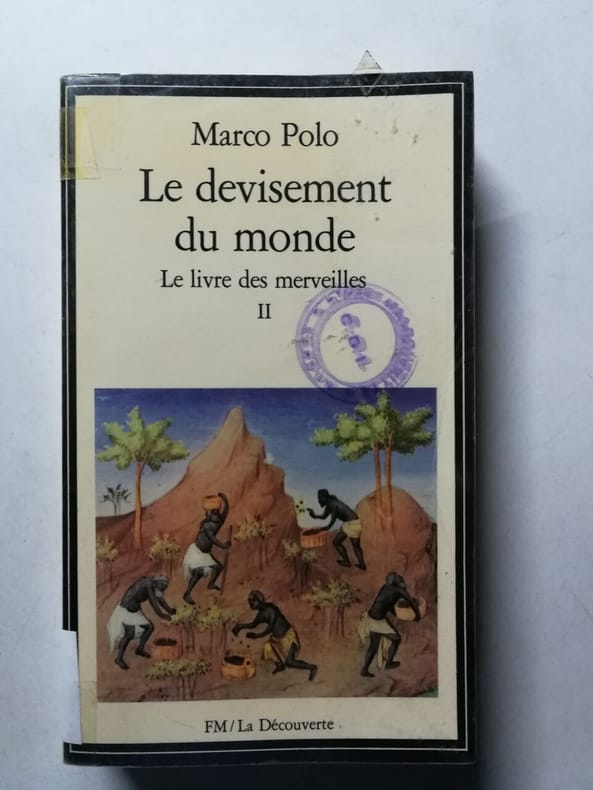 Marco Polo
Le devisement
du monde
Le livre des merveilles
II
FM/La Découverte